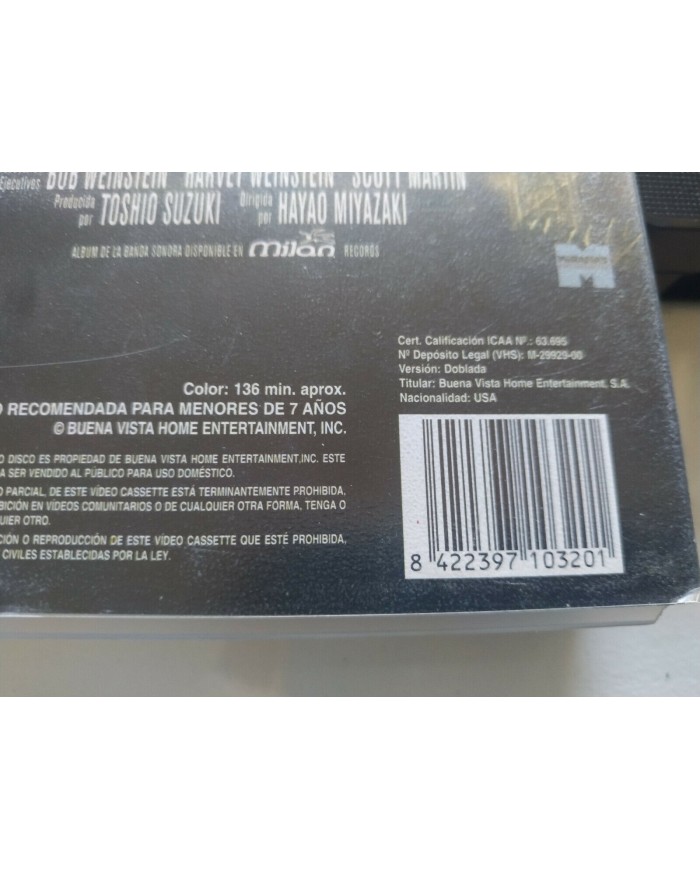 Ejecutivos BOB WEINSTEIN HARVEY WEINSTEIN SCOTT MARTIN
Producida por TOSHIO SUZUKI Dirigida por HAYAO MIYAZAKI
ALBUM DE LA BANDA SONORA DISPONIBLE EN milan RECORDS
Cert. Calificación ICAA Nº.: 63.695
Nº Depósito Legal (VHS): M-29929-00
Versión: Doblada
Titular: Buena Vista Home Entertainment, S.A.
Nacionalidad: USA
Color: 136 min. aprox.
O RECOMENDADA PARA MENORES DE 7 AÑOS
© BUENA VISTA HOME ENTERTAINMENT, INC.
O DISCO ES PROPIEDAD DE BUENA VISTA HOME ENTERTAINMENT,INC. ESTE
A SER VENDIDO AL PÚBLICO PARA USO DOMÉSTICO.
O PARCIAL, DE ESTE VÍDEO CASSETTE ESTÁ TERMINANTEMENTE PROHIBIDA.
BICIÓN EN VÍDEOS COMUNITARIOS O DE CUALQUIER OTRA FORMA, TENGA O
UIER OTRO.
CIÓN O REPRODUCCIÓN DE ESTE VÍDEO CASSETTE QUE ESTÉ PROHIBIDA,
CIVILES ESTABLECIDAS POR LA LEY.
8 422397 103201